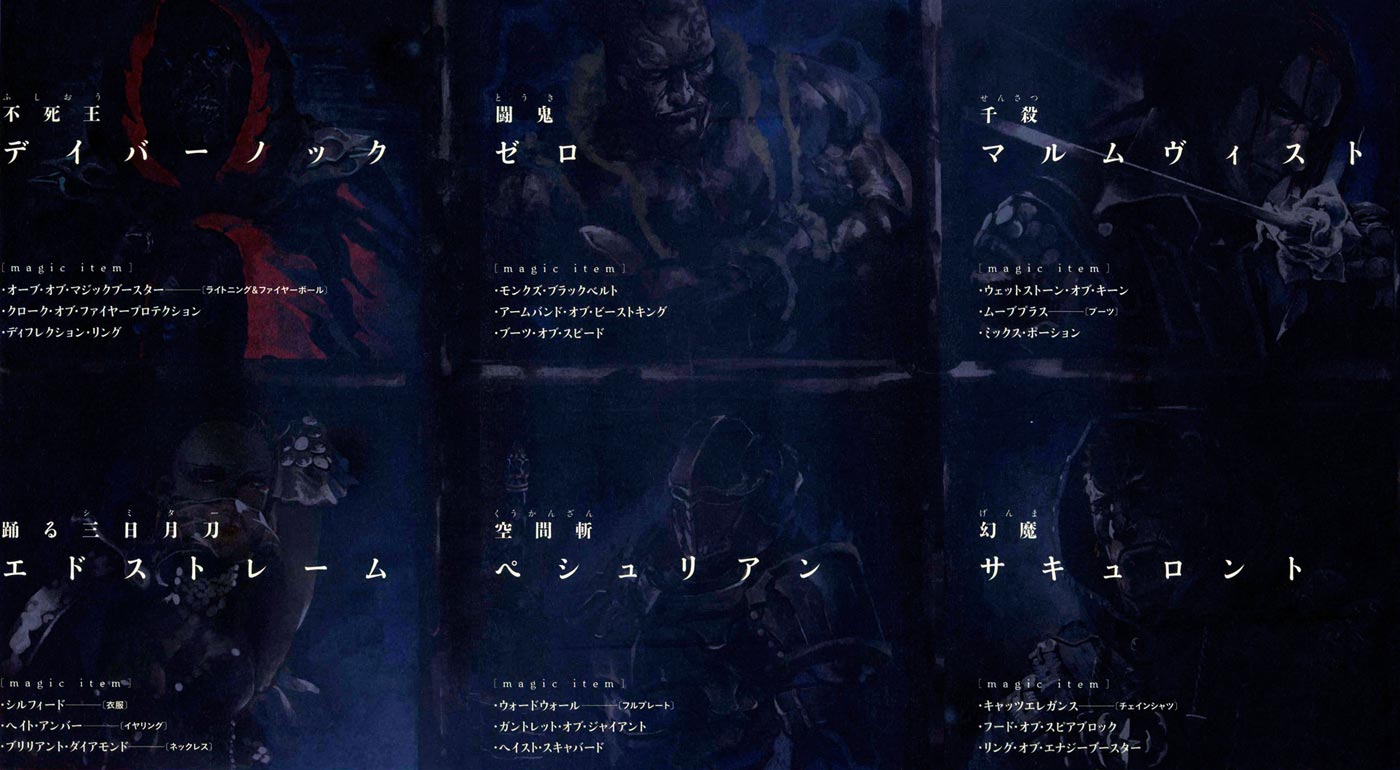 ふしおう
不死王
デイバーノック
[magic item]
・オーブ・オブ・マジックブースター――〔ライトニング&ファイヤーボール〕
・クローク・オブ・ファイヤープロテクション
・ディフレクション・リング
とうき
闘鬼
ゼロ
[magic item]
・モンクズ・ブラックベルト
・アームバンド・オブ・ビーストキング
・ブーツ・オブ・スピード
せんさつ
千殺
マルムヴィスト
[magic item]
・ウェットストーン・オブ・キーン
・ムーブプラス――〔ブーツ〕
・ミックス・ポーション
シミター
踊る三日月刀
エドストレーム
[magic item]
・シルフィード――〔衣服〕
・ヘイト・アンバー――〔イヤリング〕
・ブリリアント・ダイアモンド――〔ネックレス〕
くうかんざん
空間斬
ペシュリアン
[magic item]
・ウォードウォール――〔フルプレート〕
・ガントレット・オブ・ジャイアント
・ヘイスト・スキャバード
げんま
幻魔
サキュロント
[magic item]
・キャッツエレガンス――〔チェインシャツ〕
・フード・オブ・スピアブロック
・リング・オブ・エナジーブースター